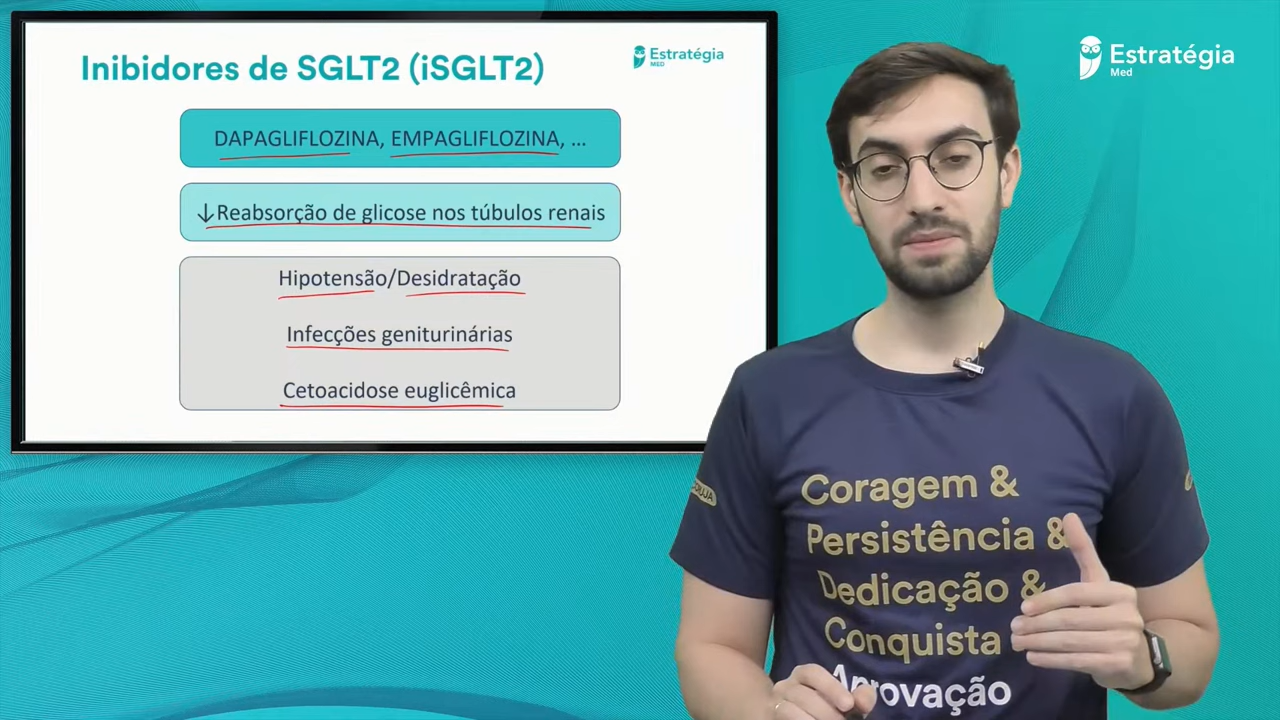 Inibidores de SGLT2 (iSGLT2)
Estratégia
MED
DAPAGLIFLOZINA, EMPAGLIFLOZINA, ...
↓Reabsorção de glicose nos túbulos renais
Hipotensão/Desidratação
Infecções geniturinárias
Cetoacidose euglicêmica
Estratégia
Med
Coragem &
Persistência &
Dedicação &
Conquista
Aprovação